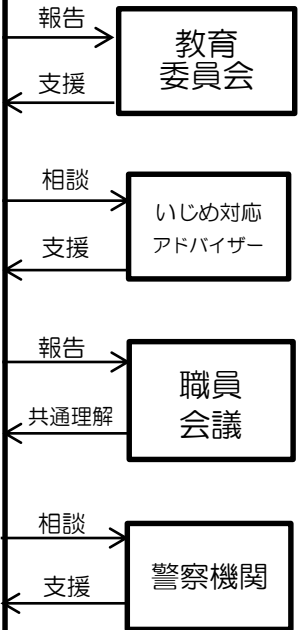 報告
教育
委員会
支援
相談
いじめ対応
アドバイザー
支援
報告
職員
会議
共通理解
相談
警察機関
支援